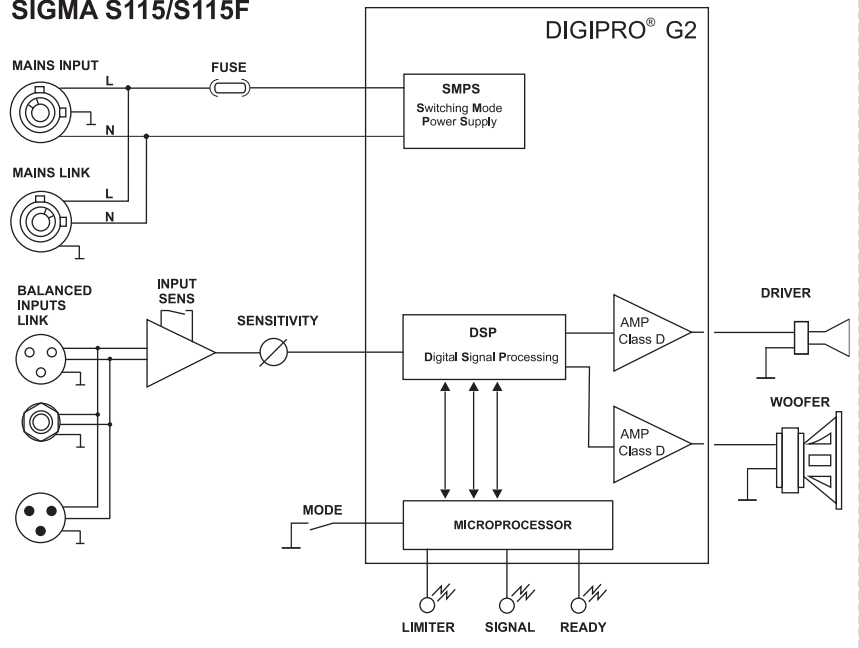 SIGMA S115/S115F
DIGIPRO® G2
MAINS INPUT
L
FUSE
N
SMPS
Switching Mode
Power Supply
MAINS LINK
L
N
BALANCED
INPUTS
LINK
INPUT
SENS
SENSITIVITY
DSP
Digital Signal Processing
AMP
Class D
DRIVER
AMP
Class D
WOOFER
MODE
MICROPROCESSOR
LIMITER
SIGNAL
READY